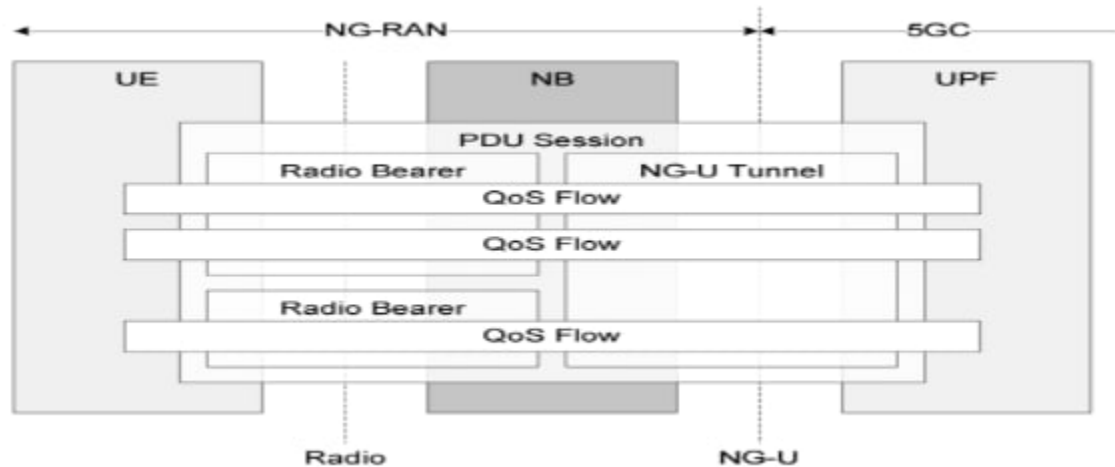 NG-RAN 5GC
UE NB UPF
PDU Session
Radio Bearer NG-U Tunnel
QoS Flow
QoS Flow
Radio Bearer
QoS Flow
Radio NG-U